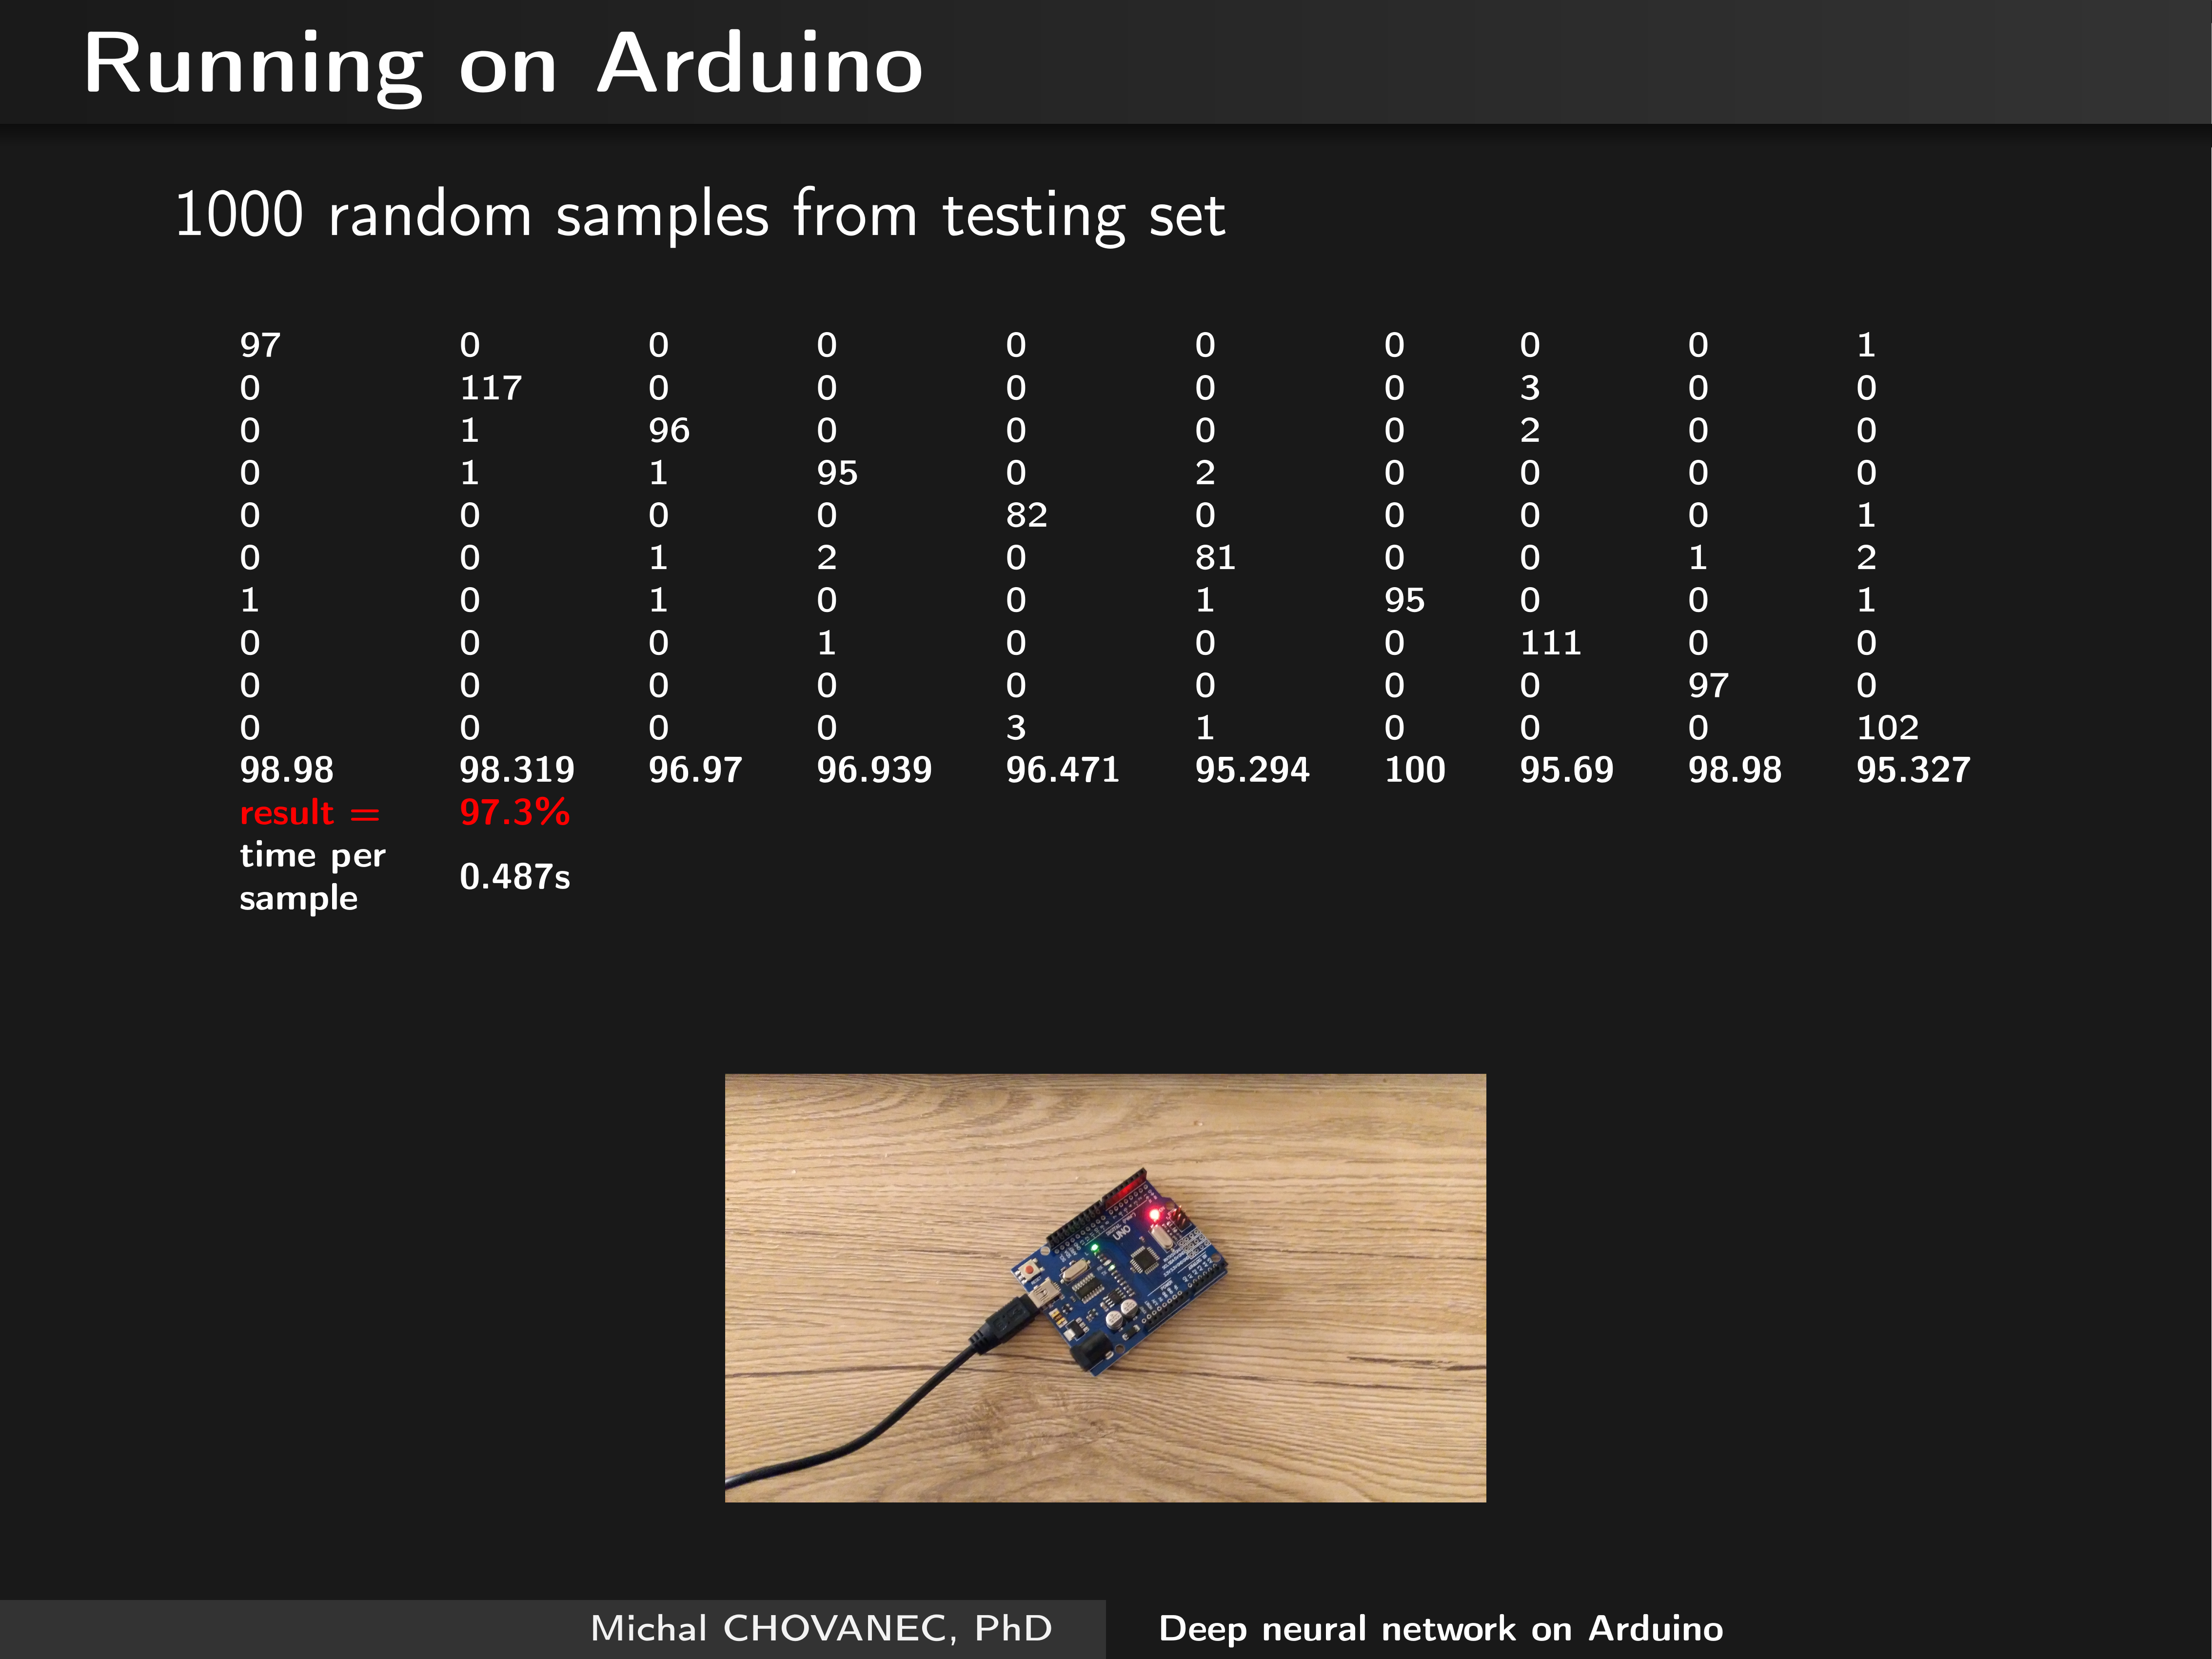 Running on Arduino
1000 random samples from testing set
97 0 0 0 0 0 0 0 0 1
0 117 0 0 0 0 0 3 0 0
0 1 96 0 0 0 0 2 0 0
0 1 1 95 0 2 0 0 0 0
0 0 0 0 82 0 0 0 0 1
0 0 1 2 0 81 0 0 1 2
1 0 1 0 0 1 95 0 0 1
0 0 0 1 0 0 0 111 0 0
0 0 0 0 0 0 0 0 97 0
0 0 0 0 3 1 0 0 0 102
98.98 98.319 96.97 96.939 96.471 95.294 100 95.69 98.98 95.327
result = 97.3%
time per
sample
0.487s
UNO
Michal CHOVANEC, PhD
Deep neural network on Arduino